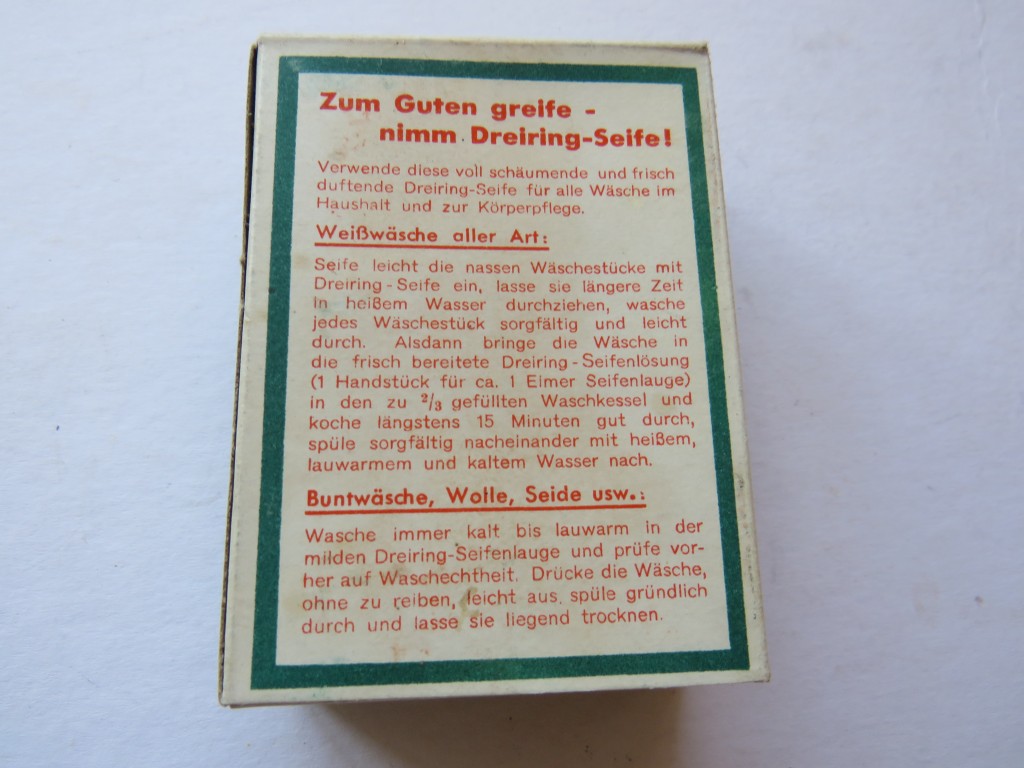 Zum Guten greife -
nimm Dreiring-Seife!
Verwende diese voll schäumende und frisch
duftende Dreiring-Seife für alle Wäsche im
Haushalt und zur Körperpflege.
Weißwäsche aller Art:
Seife leicht die nassen Wäschestücke mit
Dreiring-Seife ein, lasse sie längere Zeit
in heißem Wasser durchziehen, wasche
jedes Wäschestück sorgfältig und leicht
durch. Alsdann bringe die Wäsche in
die frisch bereitete Dreiring-Seifenlösung
(1 Handstück für ca. 1 Eimer Seifenlauge)
in den zu 2/3 gefüllten Waschkessel und
koche längstens 15 Minuten gut durch,
spüle sorgfältig nacheinander mit heißem,
lauwarmem und kaltem Wasser nach.
Buntwäsche, Wolle, Seide usw.:
Wasche immer kalt bis lauwarm in der
milden Dreiring-Seifenlauge und prüfe vor-
her auf Waschechtheit. Drücke die Wäsche,
ohne zu reiben, leicht aus, spüle gründlich
durch und lasse sie liegend trocknen.